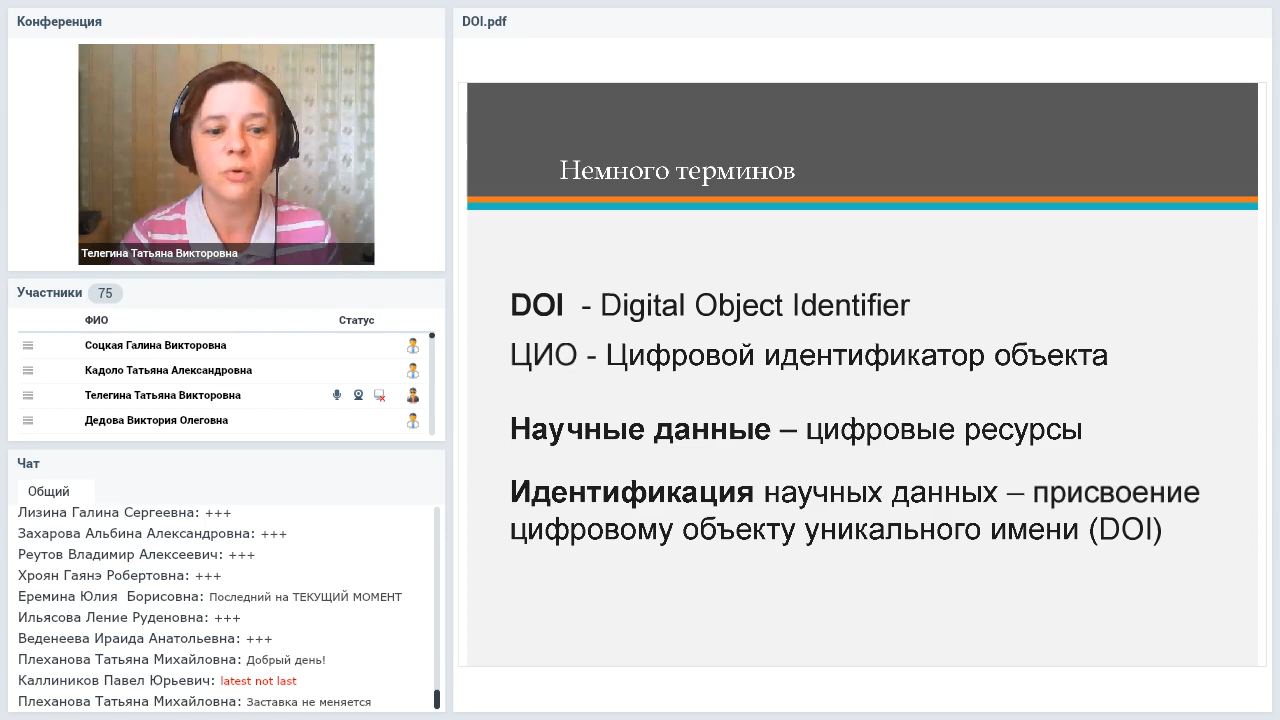 Конференция
Телегина Татьяна Викторовна
Участники 75
ФИО Статус
Соцкая Галина Викторовна
Кадоло Татьяна Александровна
Телегина Татьяна Викторовна
Дедова Виктория Олеговна
Чат
Общий
Лизина Галина Сергеевна: +++
Захарова Альбина Александровна: +++
Реутов Владимир Алексеевич: +++
Хроян Гаянэ Робертовна: +++
Еремина Юлия  Борисовна: Последний на ТЕКУЩИЙ МОМЕНТ
Ильясова Ление Руденовна: +++
Веденеева Ираида Анатольевна: +++
Плеханова Татьяна Михайловна: Добрый день!
Каллиников Павел Юрьевич: latest not last
Плеханова Татьяна Михайловна: Заставка не меняется
DOI.pdf
Немного терминов
DOI - Digital Object Identifier
ЦИО - Цифровой идентификатор объекта
Научные данные – цифровые ресурсы
Идентификация научных данных – присвоение
цифровому объекту уникального имени (DOI)